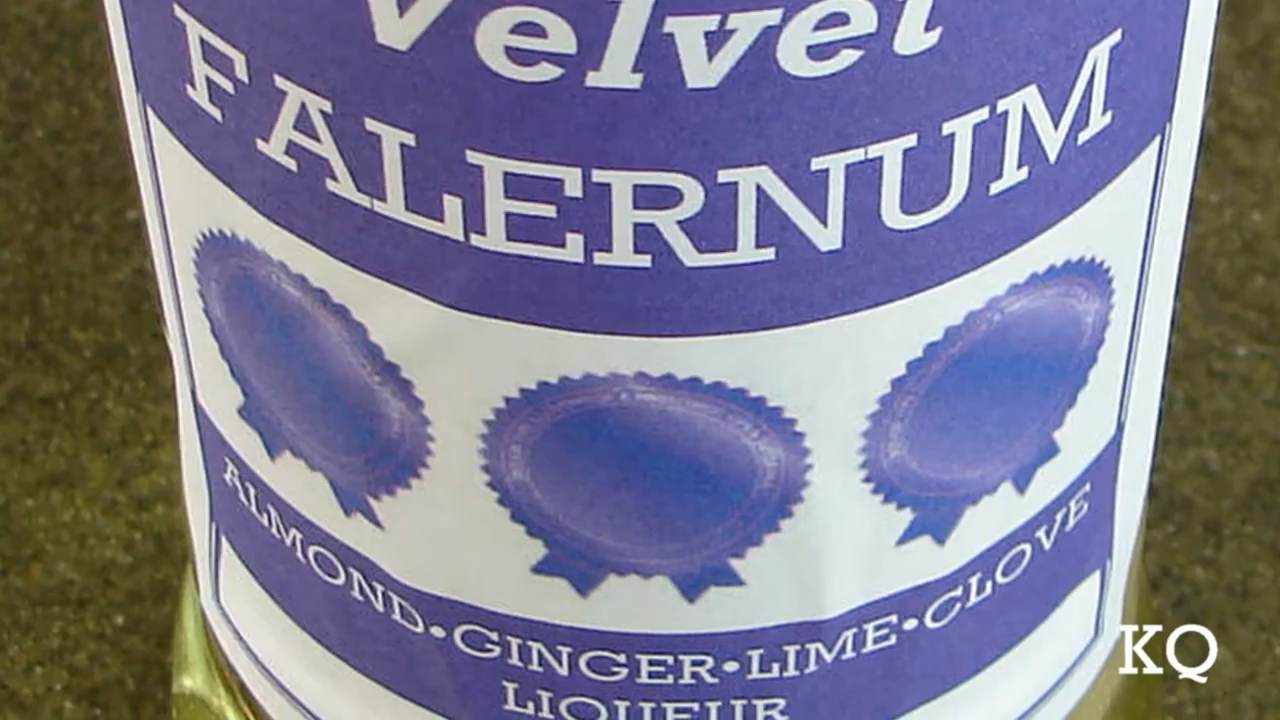 Velvet
FALERNUM
ALMOND•GINGER•LIME•CLOVE
LIQUEUR
KQ